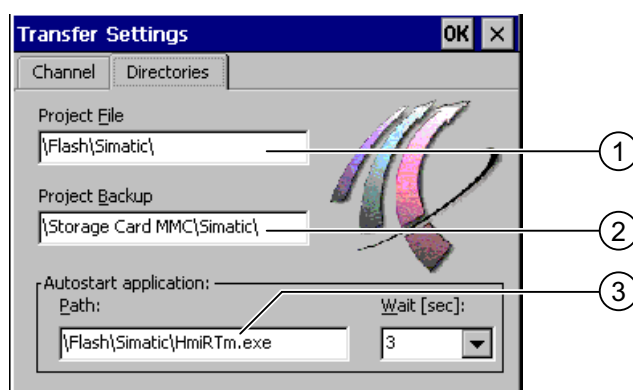 Transfer Settings OK ×
Channel Directories
Project File
\Flash\Simatic\
1
Project Backup
\Storage Card MMC\Simatic\
2
Autostart application:
3
Path: Wait [sec]:
\Flash\Simatic\HmiRTm.exe 3